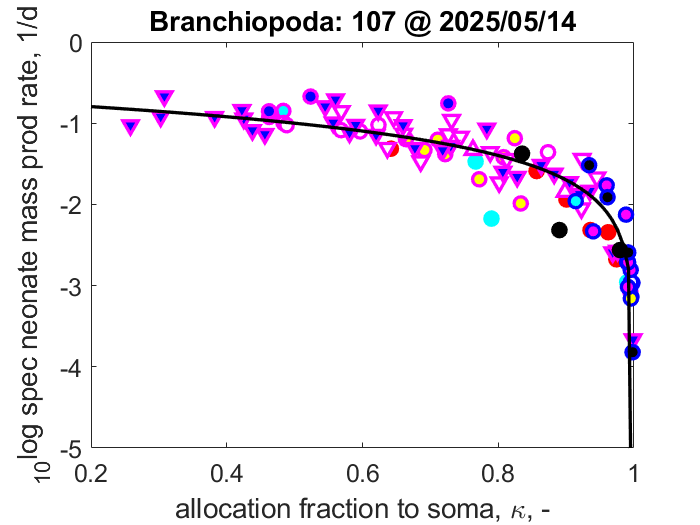 Branchiopoda: 107 @ 2025/05/14
10log spec neonate mass prod rate, 1/d
0
-1
-2
-3
-4
-5
0.2 0.4 0.6 0.8 1
allocation fraction to soma, κ, -